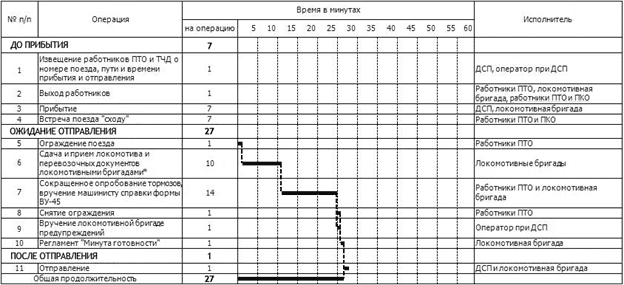 № п/п Операция Время в минутах Исполнитель
на операцию 5 10 15 20 25 30 35 40 45 50 55 60
ДО ПРИБЫТИЯ 7
1 Извещение работников ПТО и ТЧД о номере поезда, пути и времени прибытия и отправления 1 ДСП, оператор при ДСП
2 Выход работников 1 Работники ПТО, локомотивная бригада, работники ПТО и ПКО
3 Прибытие 7 ДСП, локомотивная бригада
4 Встреча поезда "сходу" 7 Работники ПТО и ПКО
ОЖИДАНИЕ ОТПРАВЛЕНИЯ 27
5 Ограждение поезда 1 Работники ПТО
6 Сдача и прием локомотива и перевозочных документов локомотивными бригадами* 10 Локомотивные бригады
7 Сокращенное опробование тормозов, вручение машинисту справки формы ВУ-45 14 Работники ПТО и локомотивная бригада
8 Снятие ограждения 1 Работники ПТО
9 Вручение локомотивной бригаде предупреждений 1 Оператор при ДСП
10 Регламент "Минута готовности" 1 Локомотивная бригада
ПОСЛЕ ОТПРАВЛЕНИЯ 1
11 Отправление 1 ДСП и локомотивная бригада
Общая продолжительность 27